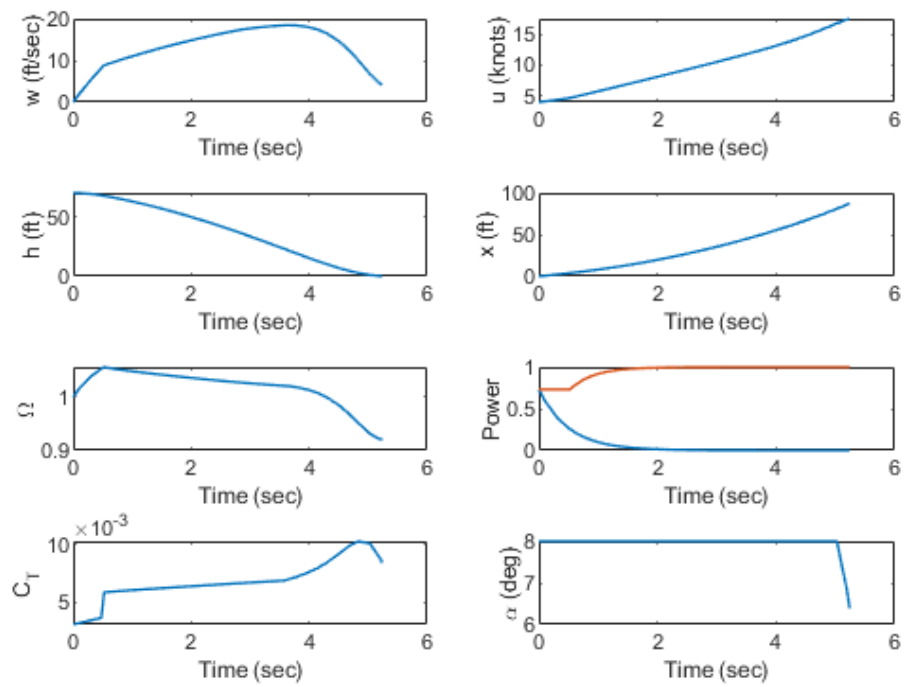 20
10
0
w (ft/sec)
0 2 4 6
Time (sec)
15
10
5
u (knots)
0 2 4 6
Time (sec)
50
0
h (ft)
0 2 4 6
Time (sec)
100
50
0
x (ft)
0 2 4 6
Time (sec)
1
0.9
Ω
0 2 4 6
Time (sec)
1
0.5
0
Power
0 2 4 6
Time (sec)
×10⁻³
10
5
C_T
0 2 4 6
Time (sec)
8
7
6
α (deg)
0 2 4 6
Time (sec)